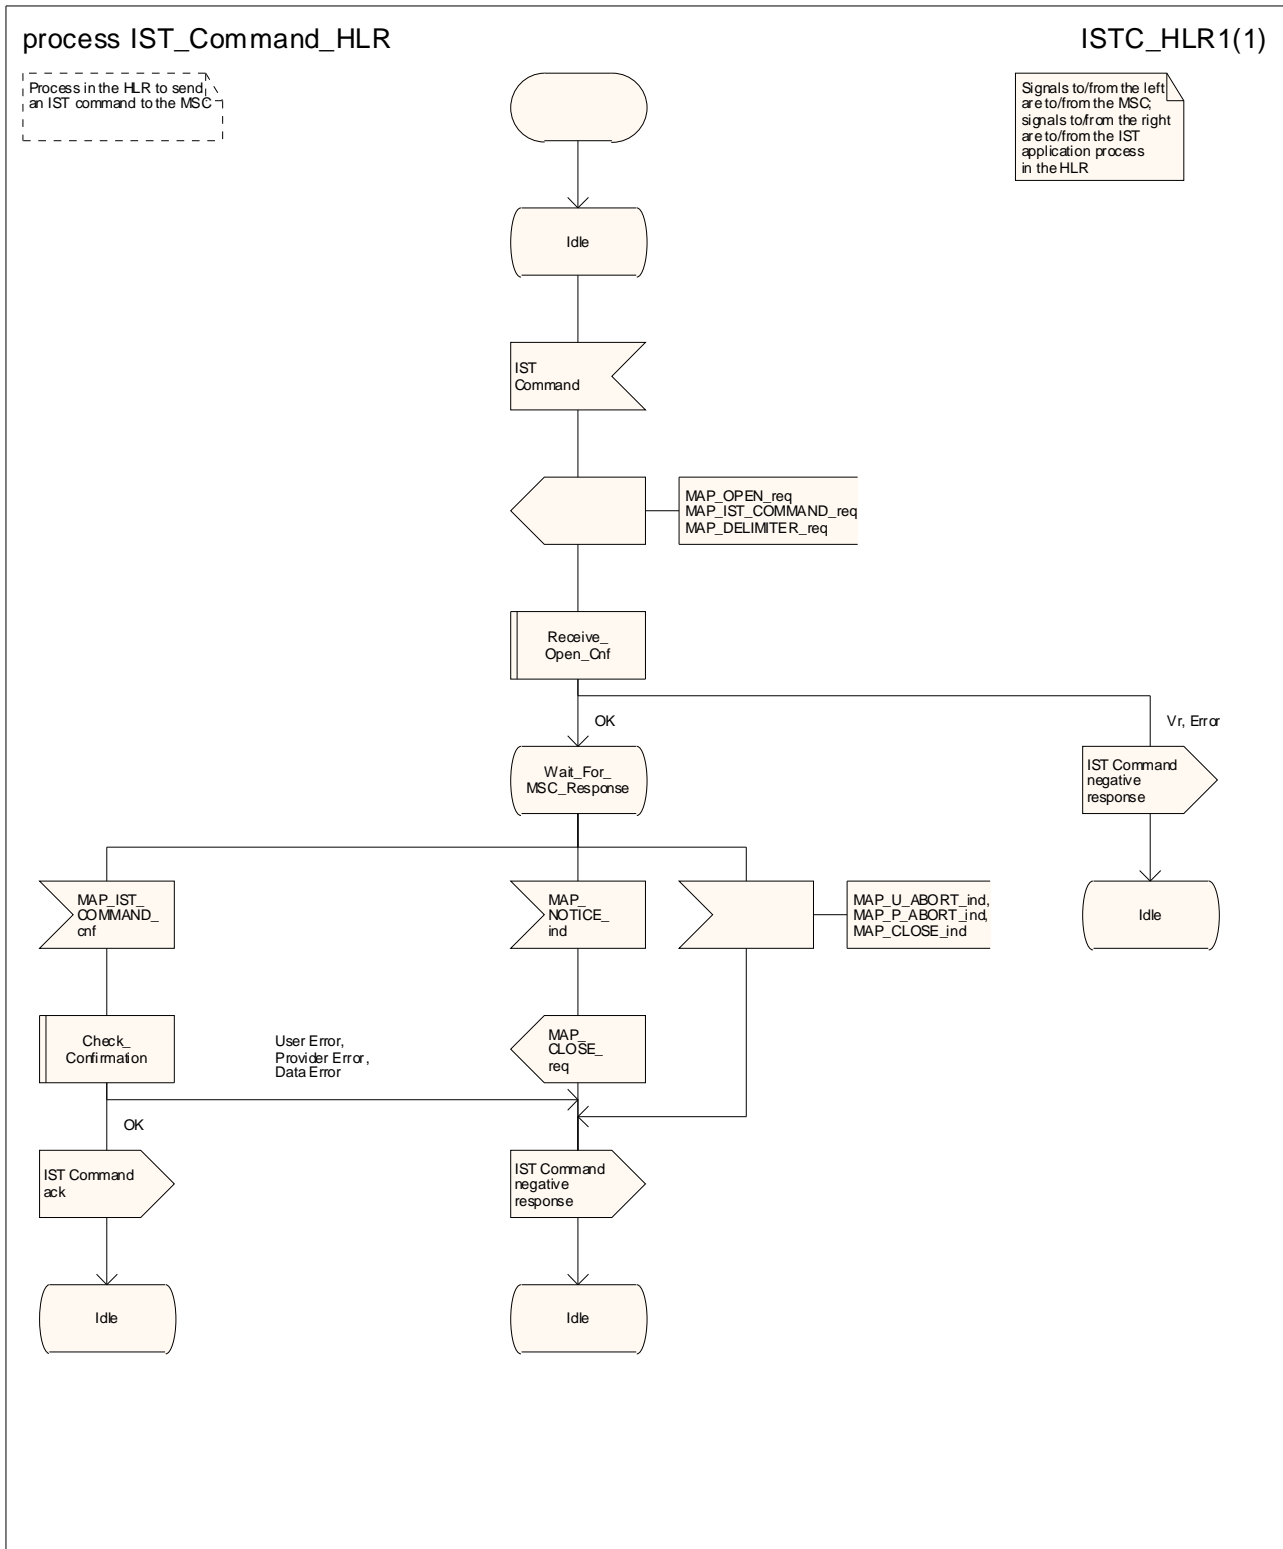 process IST_Command_HLR
ISTC_HLR1(1)
Process in the HLR to send
an IST command to the MSC
Signals to/from the left
are to/from the MSC;
signals to/from the right
are to/from the IST
application process
in the HLR
Idle
IST
Command
MAP_OPEN_req
MAP_IST_COMMAND_req
MAP_DELIMITER_req
Receive_
Open_Cnf
OK
Vr, Error
Wait_For_
MSC_Response
IST Command
negative
response
MAP_IST_
COMMAND_
cnf
MAP_
NOTICE_
ind
MAP_U_ABORT_ind,
MAP_P_ABORT_ind,
MAP_CLOSE_ind
Idle
Check_
Confirmation
User Error,
Provider Error,
Data Error
MAP_
CLOSE_
req
OK
IST Command
ack
IST Command
negative
response
Idle
Idle